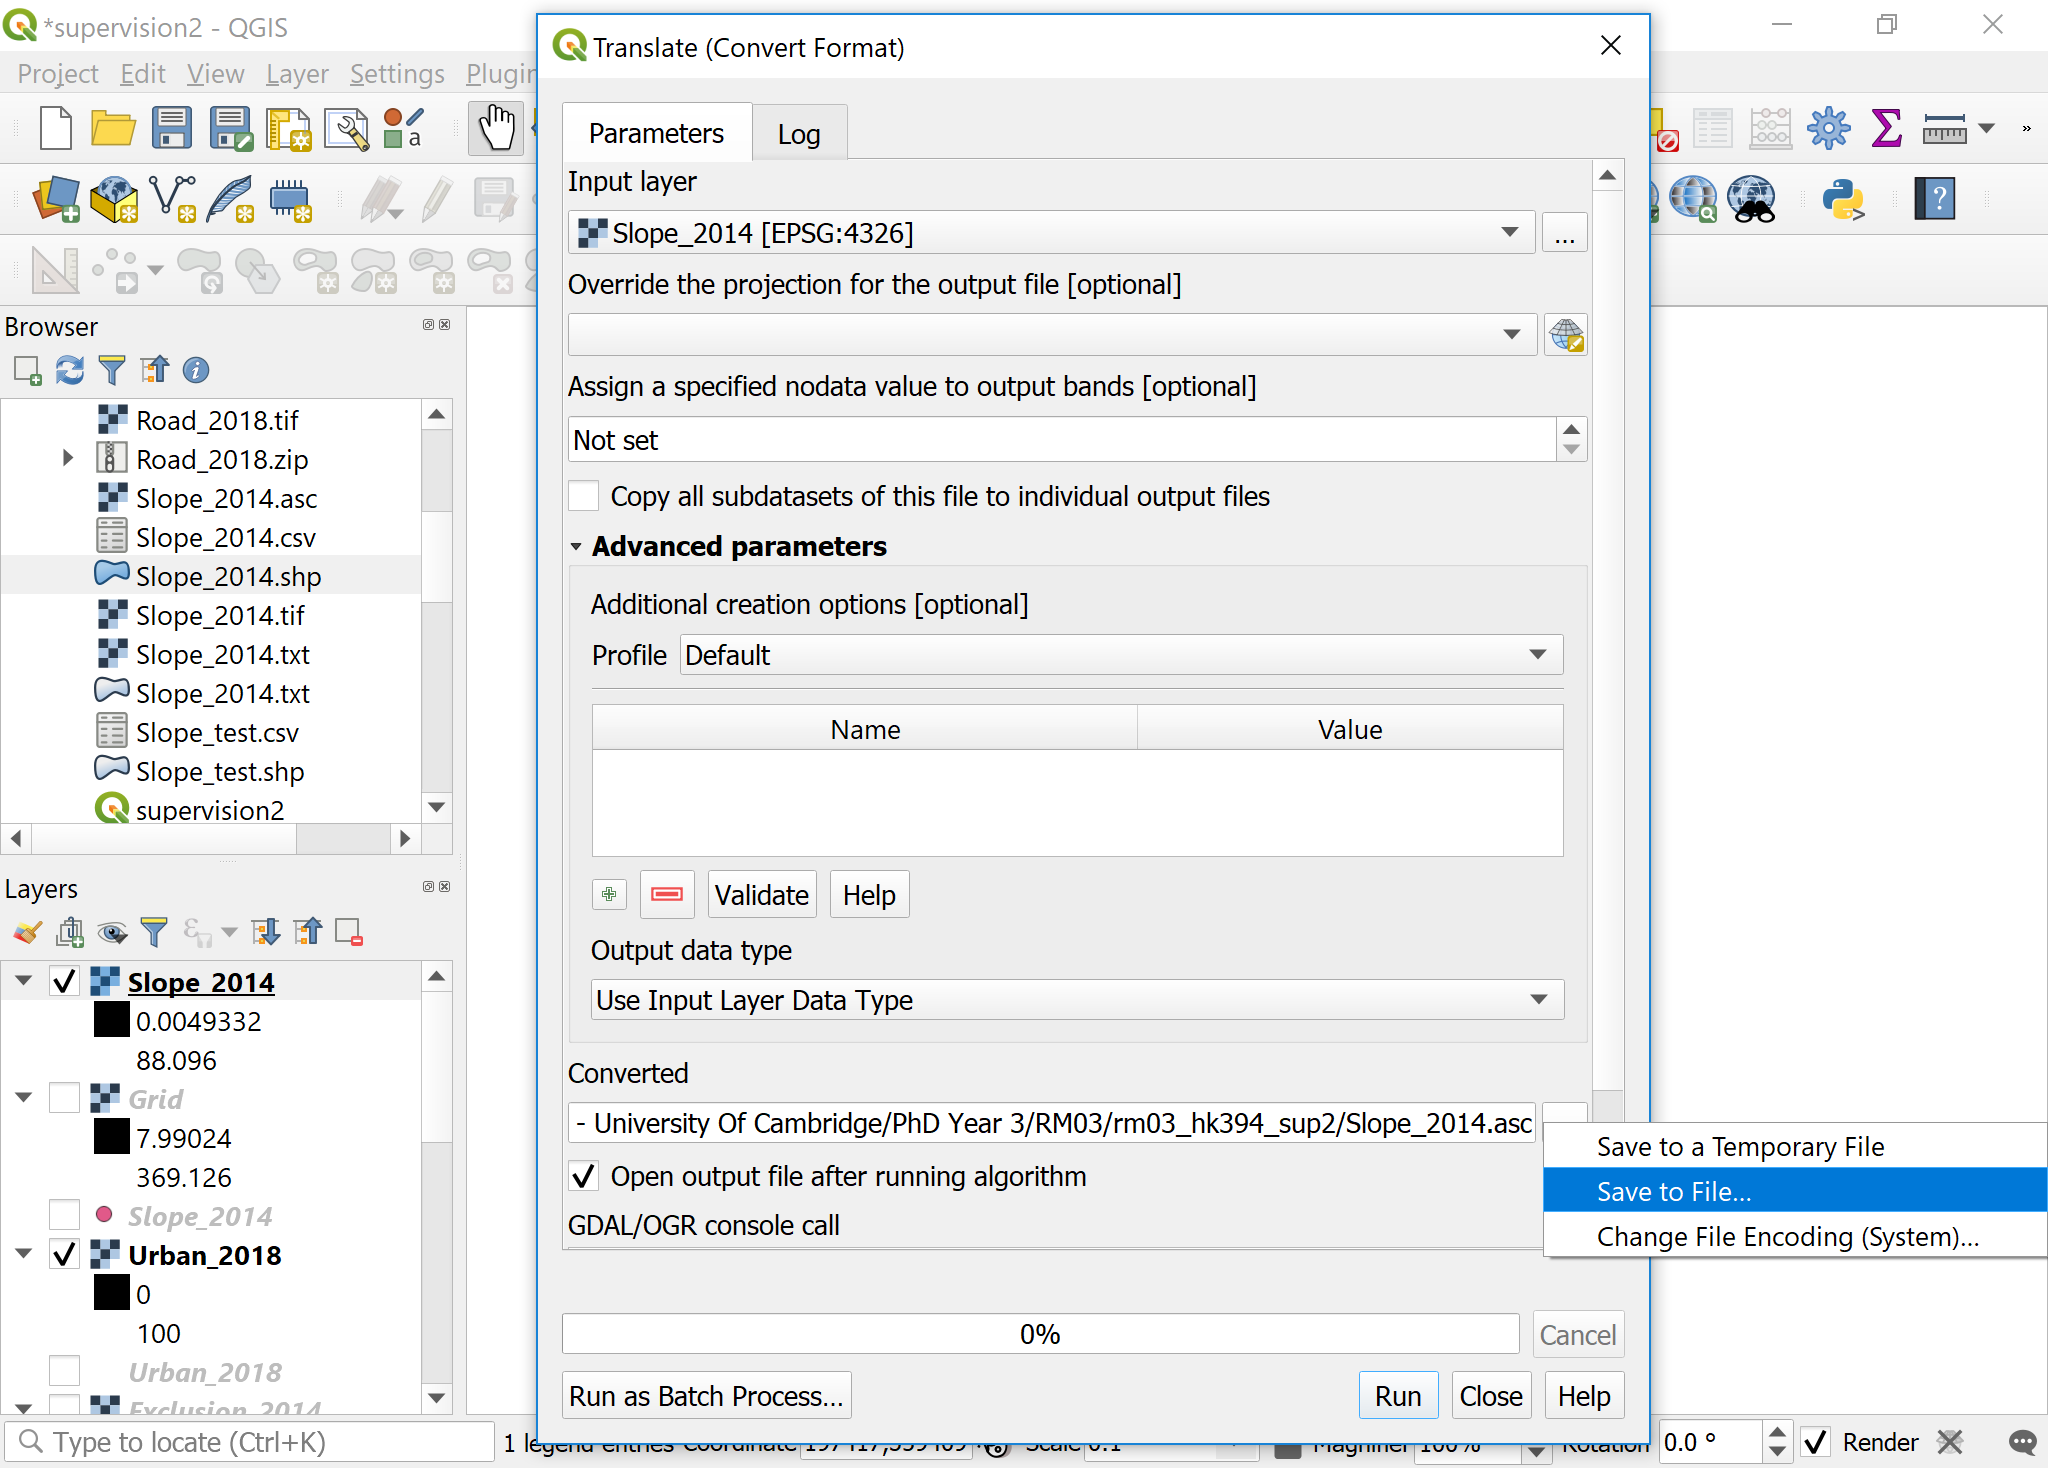 *supervision2 - QGIS
Project Edit View Layer Settings Plugin
a
»
?
Browser
Road_2018.tif
Road_2018.zip
Slope_2014.asc
Slope_2014.csv
Slope_2014.shp
Slope_2014.tif
Slope_2014.txt
Slope_2014.txt
Slope_test.csv
Slope_test.shp
supervision2
Layers
Slope_2014
0.0049332
88.096
Grid
7.99024
369.126
Slope_2014
Urban_2018
0
100
Urban_2018
Exclusion_2014
Type to locate (Ctrl+K)
1 legend entries Coordinate
Scale
Magnifier 100%
Rotation 0.0 °
Render
Translate (Convert Format)
Parameters
Log
Input layer
Slope_2014 [EPSG:4326]
...
Override the projection for the output file [optional]
Assign a specified nodata value to output bands [optional]
Not set
Copy all subdatasets of this file to individual output files
Advanced parameters
Additional creation options [optional]
Profile Default
Name Value
Validate Help
Output data type
Use Input Layer Data Type
Converted
- University Of Cambridge/PhD Year 3/RM03/rm03_hk394_sup2/Slope_2014.asc
Open output file after running algorithm
GDAL/OGR console call
Save to a Temporary File
Save to File...
Change File Encoding (System)...
0%
Cancel
Run as Batch Process...
Run Close Help